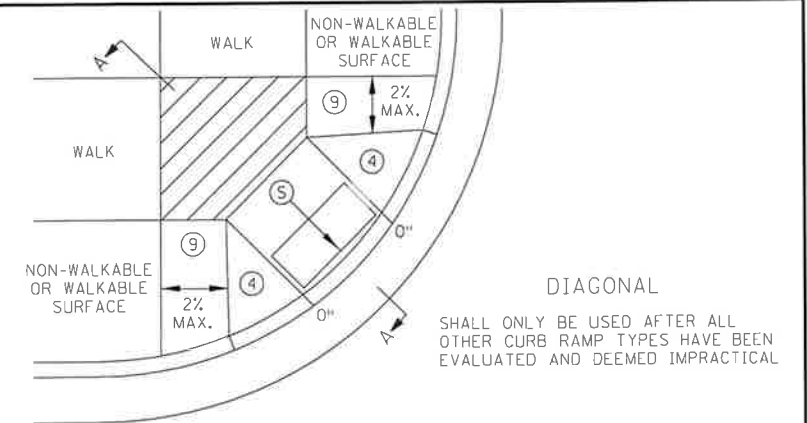 WALK
NON-WALKABLE
OR WALKABLE
SURFACE
A
9
2%
MAX.
WALK
4
S
0"
9
NON-WALKABLE
OR WALKABLE
SURFACE
2%
MAX.
4
0"
A
DIAGONAL
SHALL ONLY BE USED AFTER ALL
OTHER CURB RAMP TYPES HAVE BEEN
EVALUATED AND DEEMED IMPRACTICAL